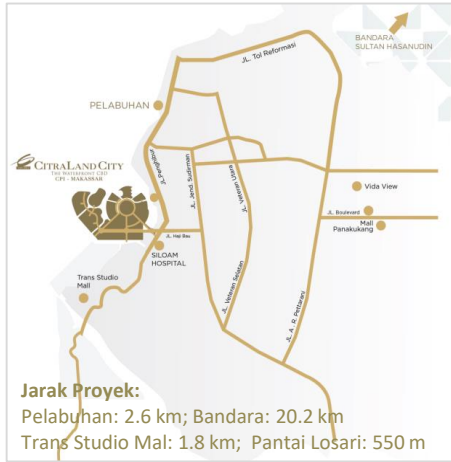 BANDARA
SULTAN HASANUDIN
JL. Tol Reformasi
PELABUHAN
CITRALAND CITY
THE WATERFRONT CBD
CPI - MAKASSAR
Jl.Penghibur
JL. Jend. Sudirman
JL. Veteran Utara
Vida View
JL. Boulevard
Mall
Panakukang
JL. Haji Bau
SILOAM
HOSPITAL
Trans Studio
Mall
JL. Veteran Selatan
JL. A. R. Pettarani
Jarak Proyek:
Pelabuhan: 2.6 km; Bandara: 20.2 km
Trans Studio Mal: 1.8 km; Pantai Losari: 550 m